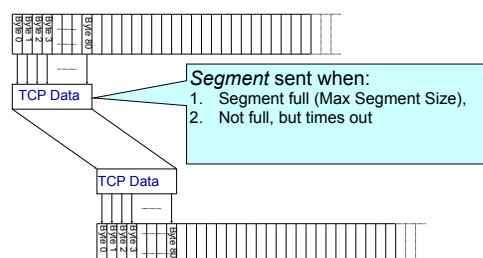 Byte 0
Byte 1
Byte 2
Byte 3
Byte 80
TCP Data
Segment sent when:
1. Segment full (Max Segment Size),
2. Not full, but times out
TCP Data
Byte 0
Byte 1
Byte 2
Byte 3
Byte 80